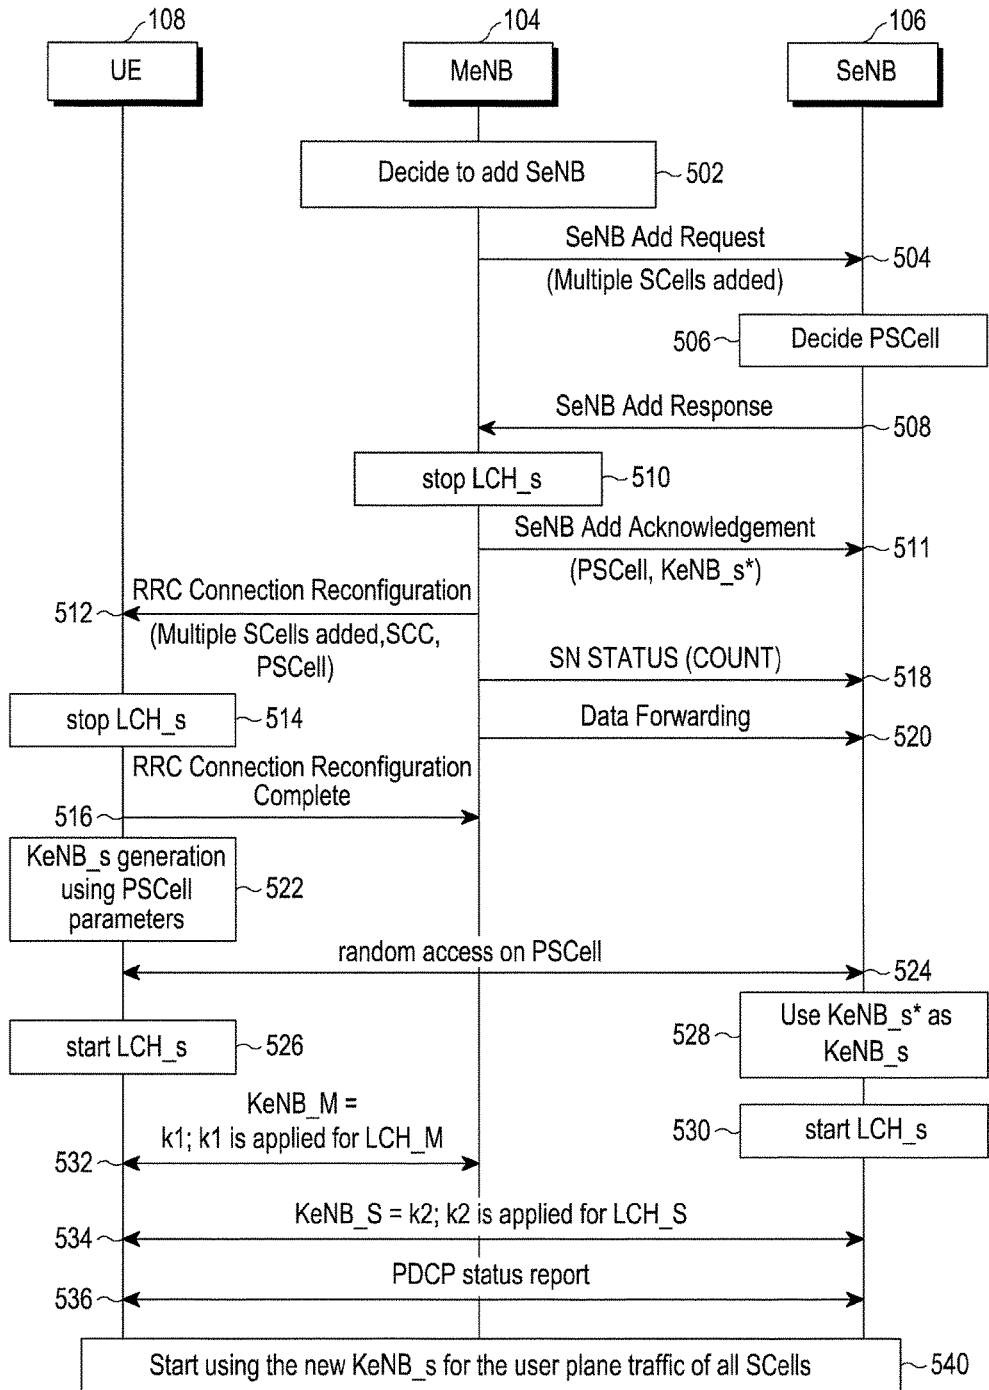 108
104
106
UE
MeNB
SeNB
Decide to add SeNB
502
SeNB Add Request
504
(Multiple SCells added)
506
Decide PSCell
SeNB Add Response
508
stop LCH_s
510
SeNB Add Acknowledgement
511
(PSCell, KeNB_s*)
RRC Connection Reconfiguration
512
(Multiple SCells added,SCC,
PSCell)
SN STATUS (COUNT)
518
stop LCH_s
514
Data Forwarding
520
RRC Connection Reconfiguration
Complete
516
KeNB_s generation
using PSCell
parameters
522
random access on PSCell
524
Use KeNB_s* as
KeNB_s
528
start LCH_s
526
KeNB_M =
k1; k1 is applied for LCH_M
530
start LCH_s
532
KeNB_S = k2; k2 is applied for LCH_S
534
PDCP status report
536
Start using the new KeNB_s for the user plane traffic of all SCells
540